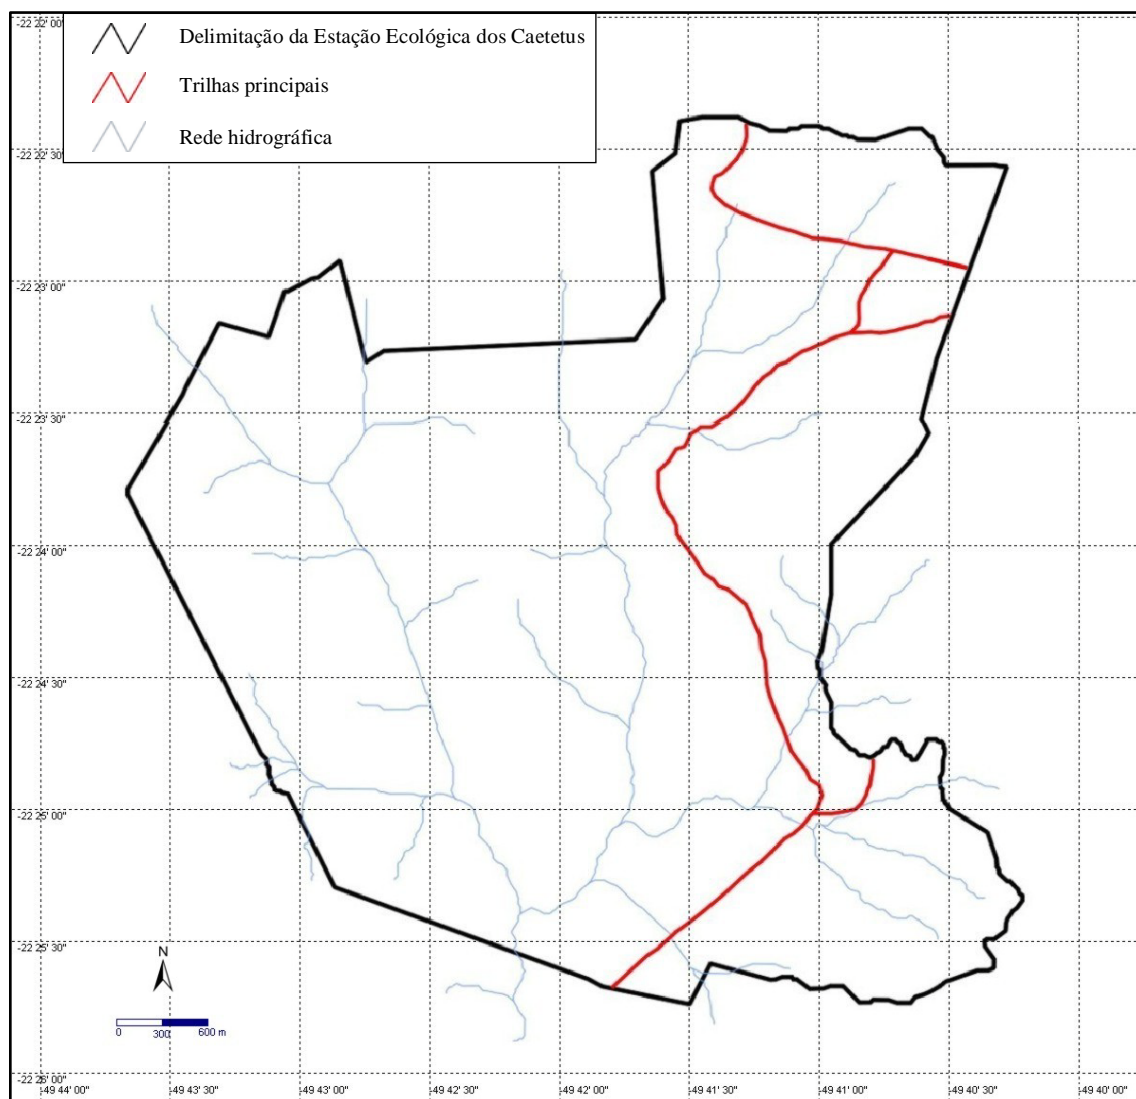 -22 22' 00"
Delimitação da Estação Ecológica dos Caetetus
Trilhas principais
Rede hidrográfica
-22 22' 30"
-22 23' 00"
-22 23' 30"
-22 24' 00"
-22 24' 30"
-22 25' 00"
-22 25' 30"
N
0 300 600 m
-22 26' 00"
-49 44' 00" -49 43' 30" -49 43' 00" -49 42' 30" -49 42' 00" -49 41' 30" -49 41' 00" -49 40' 30" -49 40' 00"